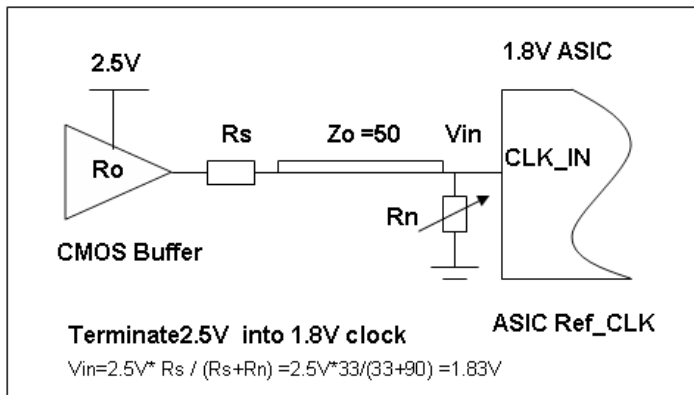 2.5V
1.8V ASIC
Rs
Zo =50
Vin
Ro
CLK_IN
Rn
CMOS Buffer
ASIC Ref_CLK
Terminate2.5V into 1.8V clock
Vin=2.5V* Rs / (Rs+Rn) =2.5V*33/(33+90) =1.83V